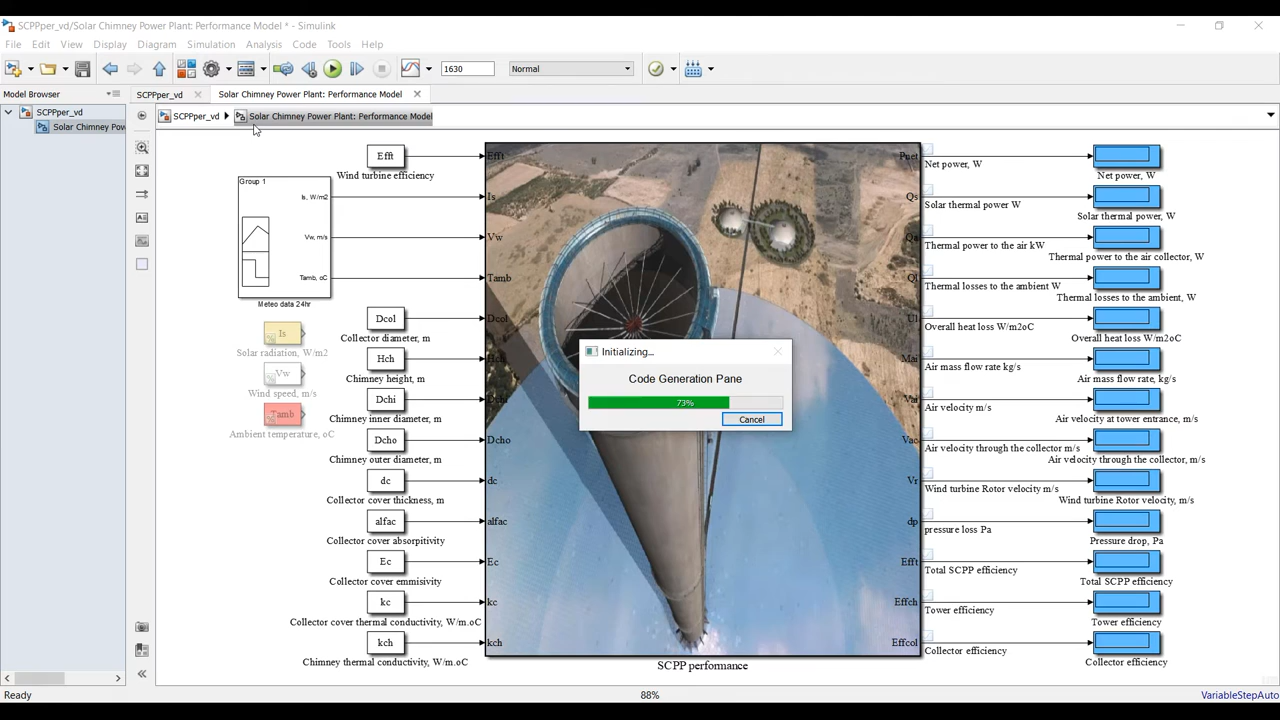 SCPPper_vd/Solar Chimney Power Plant: Performance Model * - Simulink
File Edit View Display Diagram Simulation Analysis Code Tools Help
1630 Normal
Model Browser
SCPPper_vd
Solar Chimney Pow
SCPPper_vd Solar Chimney Power Plant: Performance Model
SCPPper_vd Solar Chimney Power Plant: Performance Model
Efft
Wind turbine efficiency
Group 1
Is, W/m2
Vw, m/s
Tamb, oC
Meteo data 24hr
Is
Solar radiation, W/m2
Vw
Wind speed, m/s
Tamb
Ambient temperature, oC
Dcol
Collector diameter, m
Hch
Chimney height, m
Dchi
Chimney inner diameter, m
Dcho
Chimney outer diameter, m
dc
Collector cover thickness, m
alfac
Collector cover absorpitivity
Ec
Collector cover emmisivity
kc
Collector cover thermal conductivity, W/m.oC
kch
Chimney thermal conductivity, W/m.oC
Efft
Is
Vw
Tamb
Dcol
Hch
Dcho
dc
alfac
Ec
kc
kch
Initializing...
Code Generation Pane
73%
Cancel
SCPP performance
Pnet
Qs
Qa
Ql
Ul
Mai
Vai
Vac
Vr
dp
Efft
Effch
Effcol
Net power, W
Solar thermal power W
Thermal power to the air kW
Thermal losses to the ambient W
Overall heat loss W/m2oC
Air mass flow rate kg/s
Air velocity m/s
Air velocity through the collector m/s
Wind turbine Rotor velocity m/s
pressure loss Pa
Total SCPP efficiency
Tower efficiency
Collector efficiency
Net power, W
Solar thermal power, W
Thermal power to the air collector, W
Thermal losses to the ambient, W
Overall heat loss W/m2oC
Air mass flow rate, kg/s
Air velocity at tower entrance, m/s
Air velocity through the collector, m/s
Wind turbine Rotor velocity, m/s
Pressure drop, Pa
Total SCPP efficiency
Tower efficiency
Collector efficiency
Ready 88% VariableStepAuto